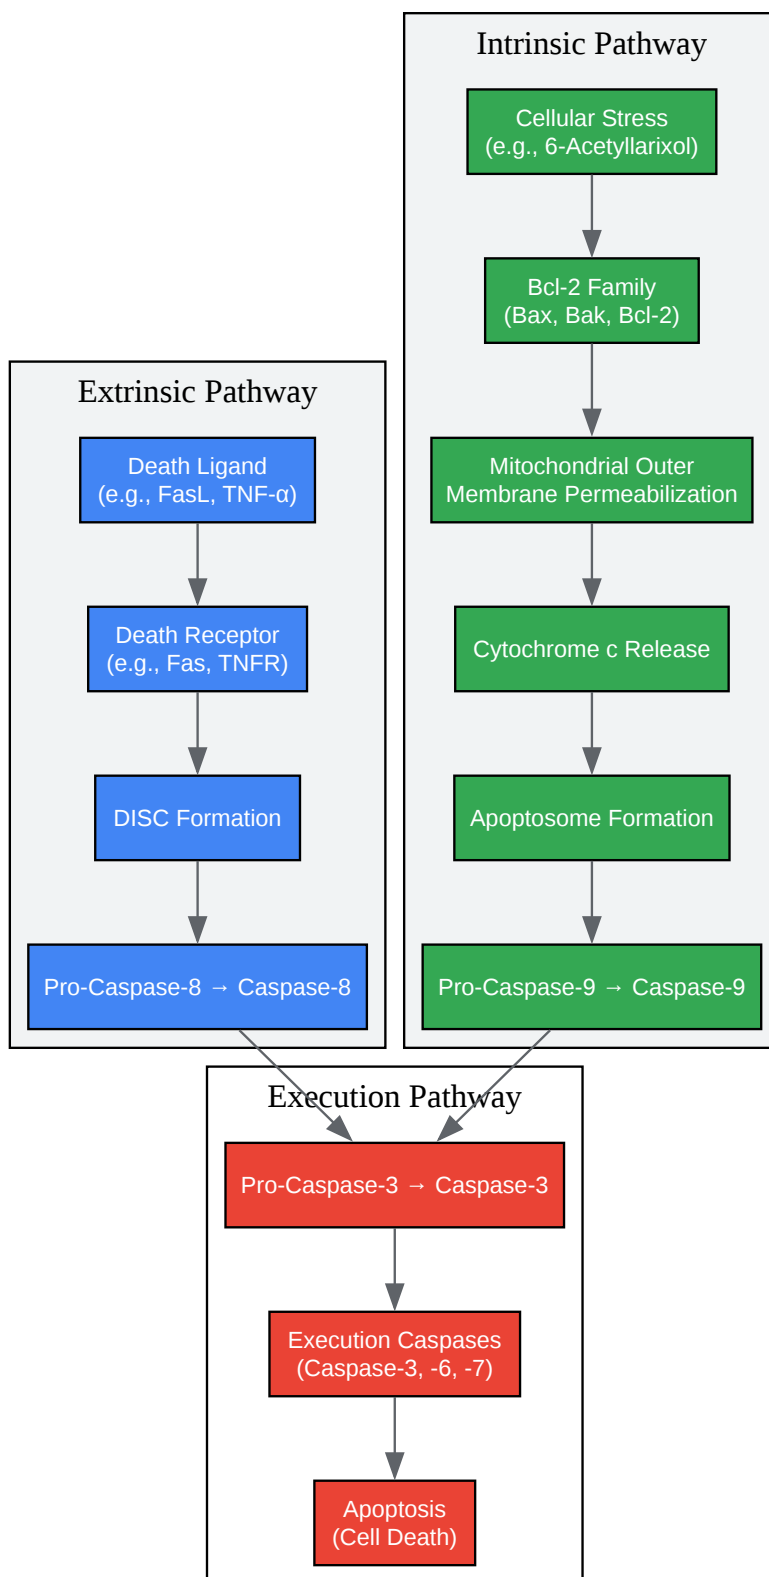 Intrinsic Pathway
Cellular Stress
(e.g., 6-Acetyllarixol)
Bcl-2 Family
(Bax, Bak, Bcl-2)
Mitochondrial Outer
Membrane Permeabilization
Cytochrome c Release
Apoptosome Formation
Pro-Caspase-9 → Caspase-9
Extrinsic Pathway
Death Ligand
(e.g., FasL, TNF-α)
Death Receptor
(e.g., Fas, TNFR)
DISC Formation
Pro-Caspase-8 → Caspase-8
Execution Pathway
Pro-Caspase-3 → Caspase-3
Execution Caspases
(Caspase-3, -6, -7)
Apoptosis
(Cell Death)